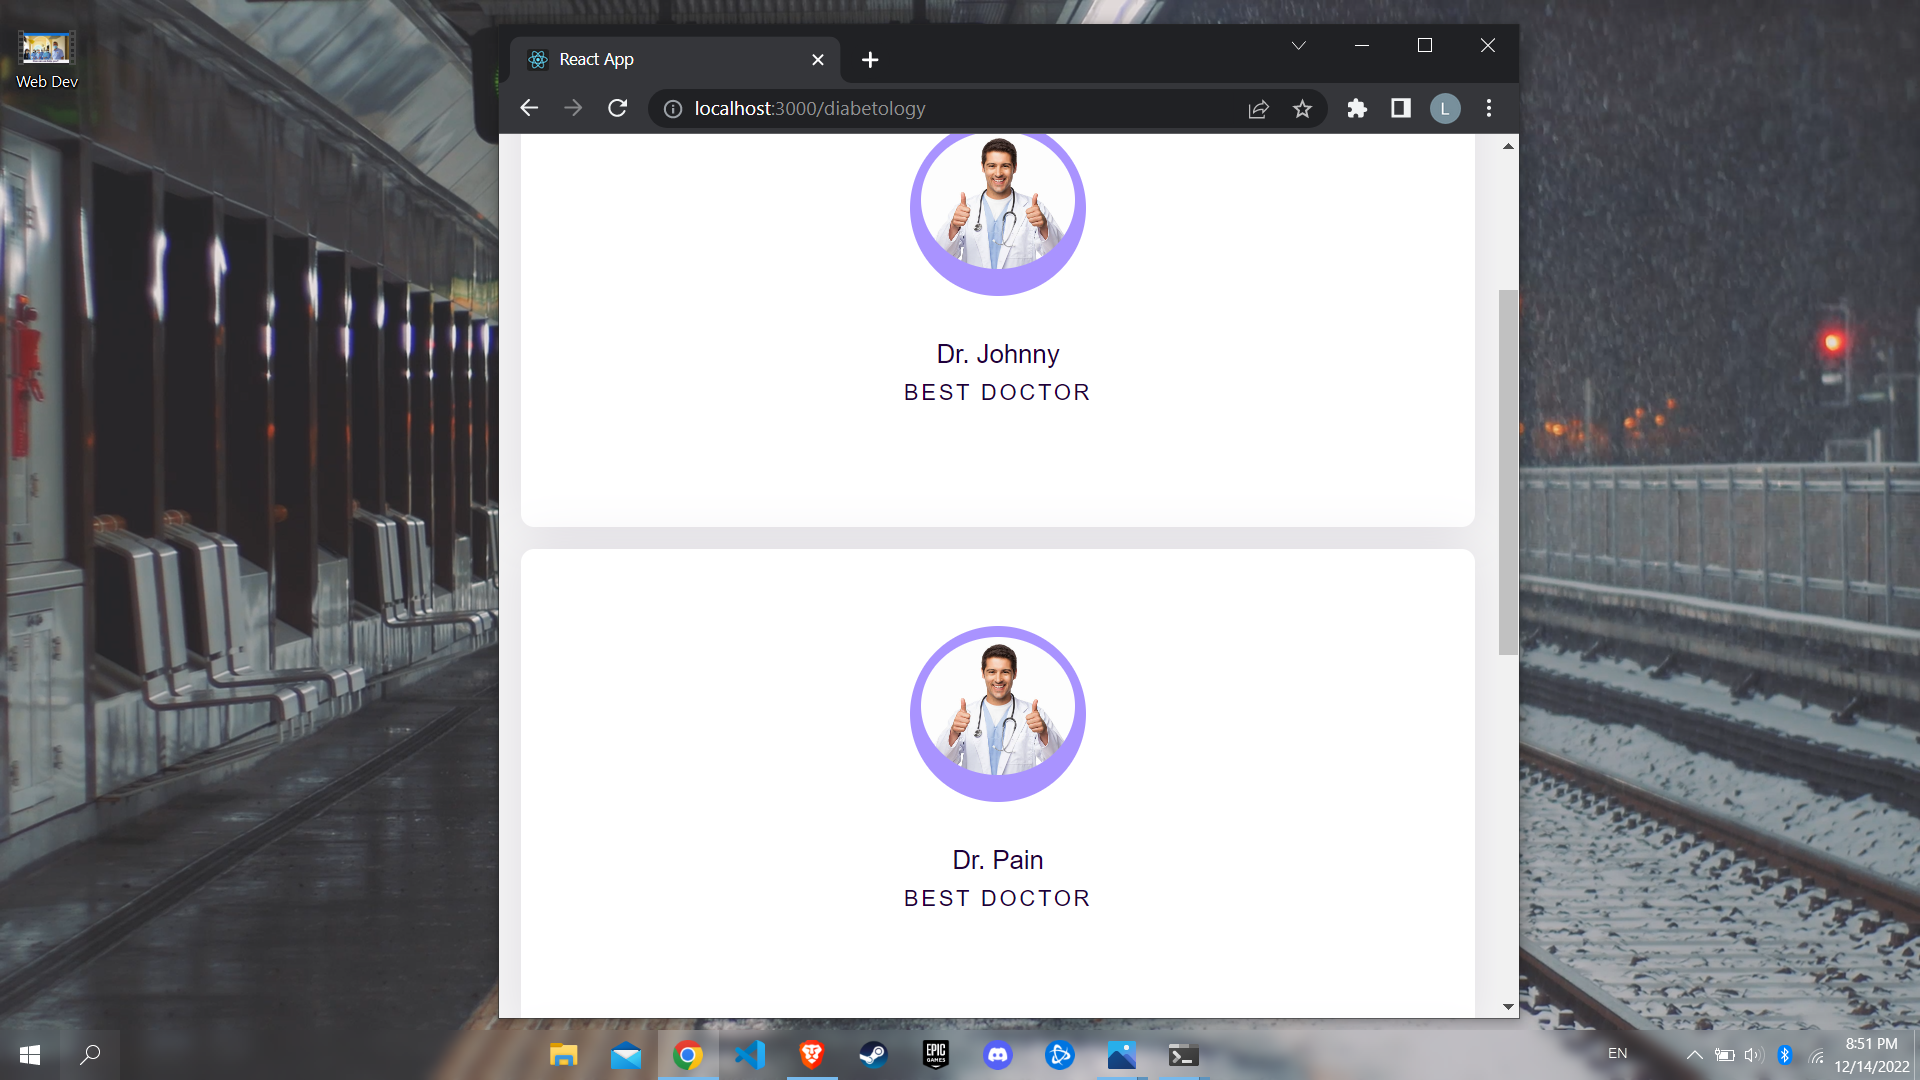 Web Dev
React App
localhost:3000/diabetology
L
Dr. Johnny
BEST DOCTOR
Dr. Pain
BEST DOCTOR
EPIC
GAMES
EN
8:51 PM
12/14/2022